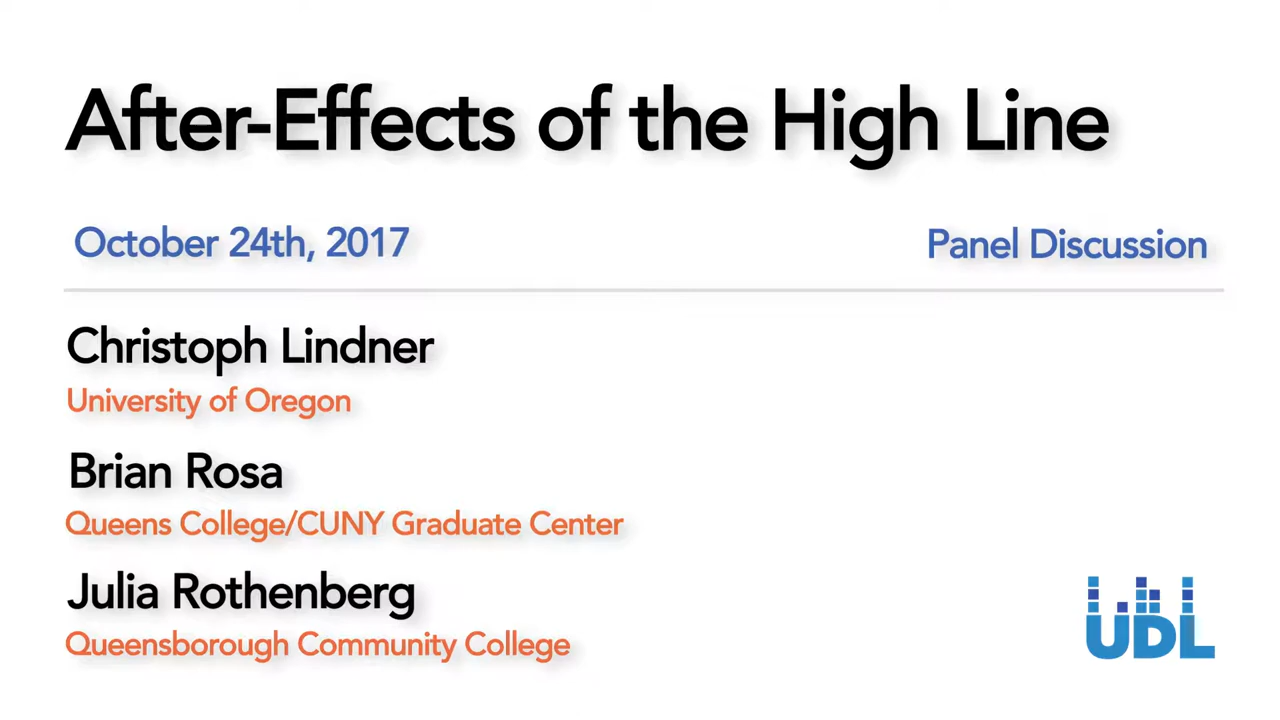 After-Effects of the High Line
October 24th, 2017
Panel Discussion
Christoph Lindner
University of Oregon
Brian Rosa
Queens College/CUNY Graduate Center
Julia Rothenberg
Queensborough Community College
UDL